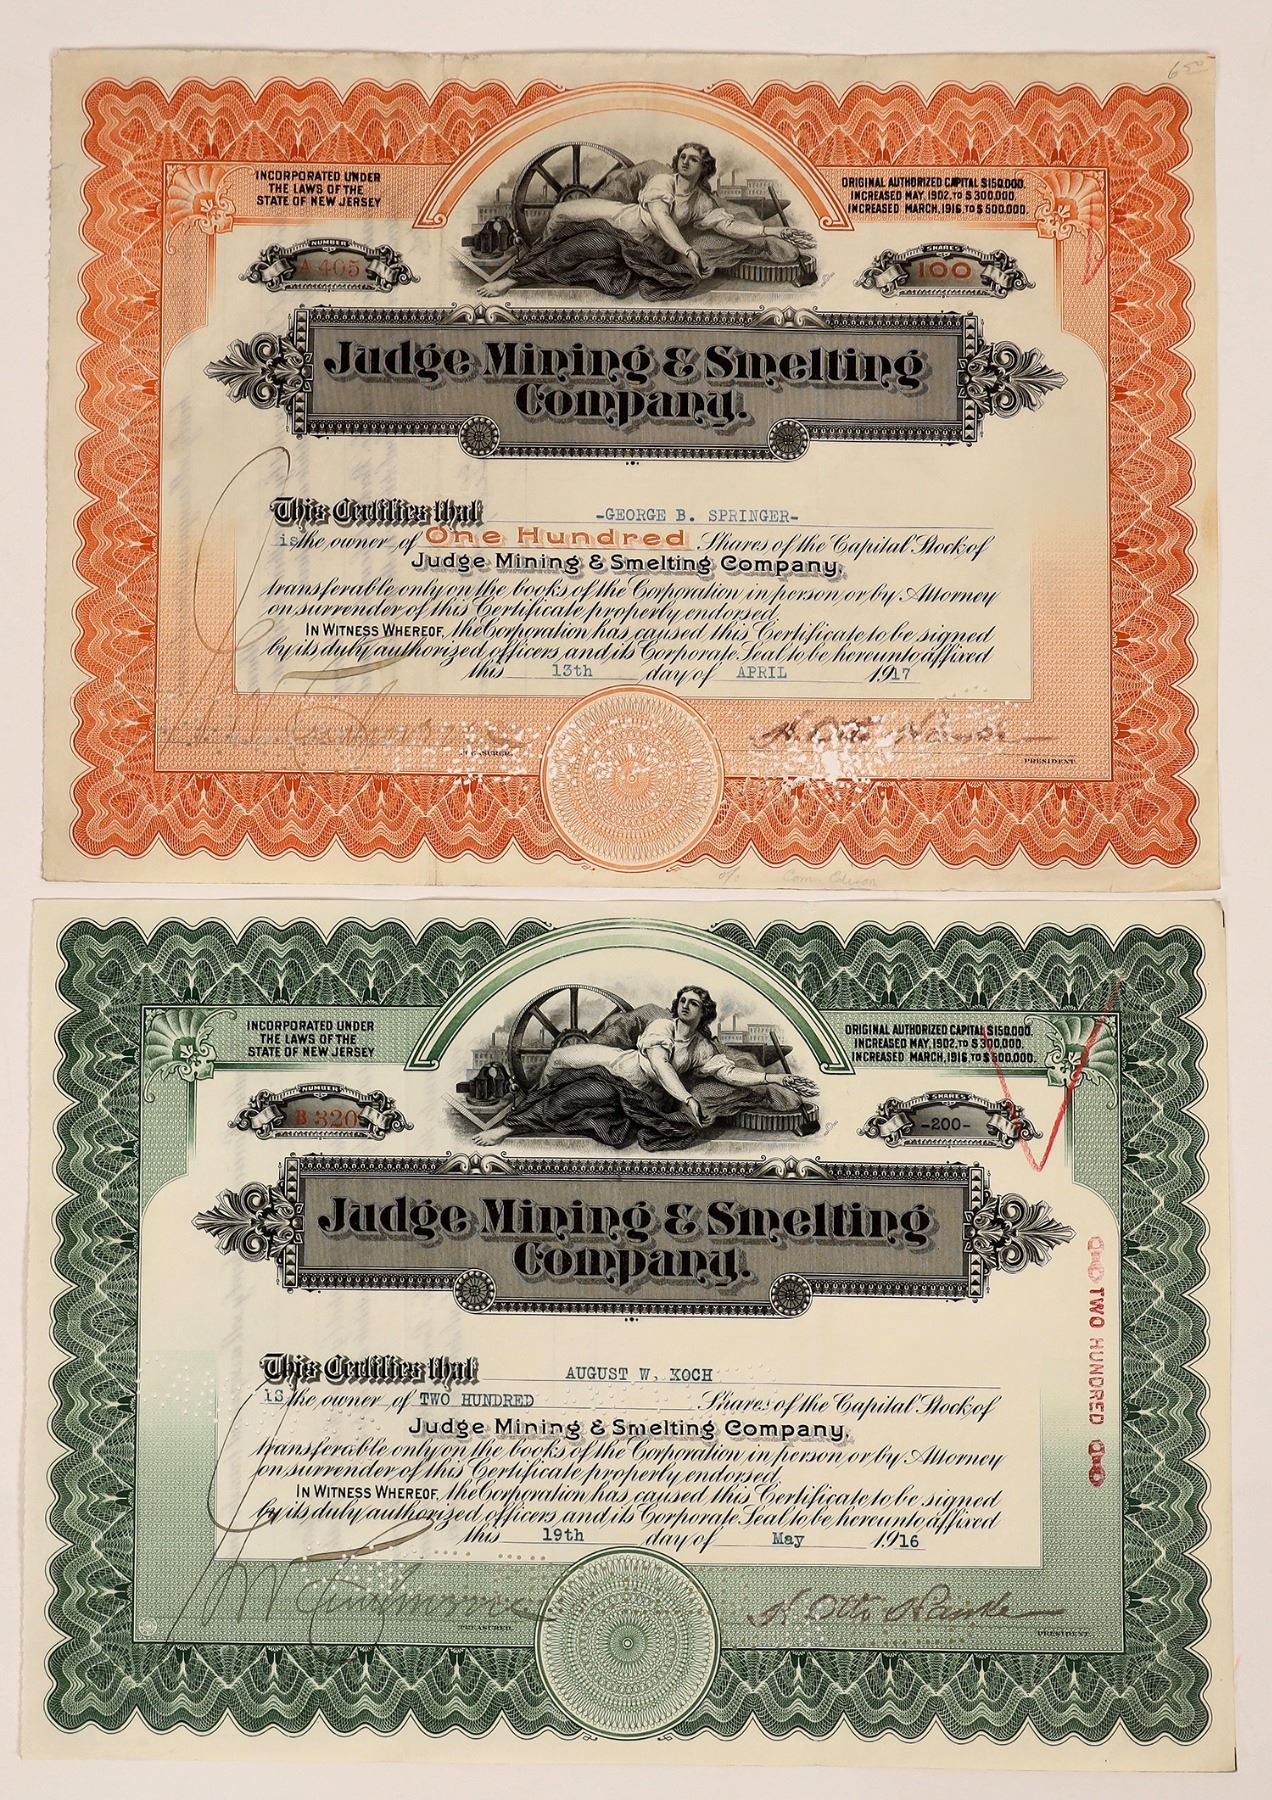 6 50
INCORPORATED UNDER
THE LAWS OF THE
STATE OF NEW JERSEY
ORIGINAL AUTHORIZED CAPITAL $150,000.
INCREASED MAY, 1902, TO $300,000.
INCREASED MARCH, 1916, TO $500,000.
NUMBER
A 405
SHARES
100
Judge Mining & Smelting
Company.
This Certifies that -GEORGE B. SPRINGER-
is the owner of One Hundred Shares of the Capital Stock of
Judge Mining & Smelting Company,
transferable only on the books of the Corporation in person, or by Attorney
on surrender of this Certificate properly endorsed.
IN WITNESS WHEREOF, the Corporation has caused this Certificate to be signed
by its duly authorized officers and its Corporate Seal to be hereunto affixed
this 13th day of APRIL 1917
H. Otto Hanke
TREASURER.
PRESIDENT.
INCORPORATED UNDER
THE LAWS OF THE
STATE OF NEW JERSEY
ORIGINAL AUTHORIZED CAPITAL $150,000.
INCREASED MAY, 1902, TO $300,000.
INCREASED MARCH, 1916, TO $500,000.
NUMBER
B 320
SHARES
-200-
Judge Mining & Smelting
Company.
TWO HUNDRED
This Certifies that AUGUST W. KOCH
is the owner of TWO HUNDRED Shares of the Capital Stock of
Judge Mining & Smelting Company,
transferable only on the books of the Corporation in person, or by Attorney
on surrender of this Certificate properly endorsed.
IN WITNESS WHEREOF, the Corporation has caused this Certificate to be signed
by its duly authorized officers and its Corporate Seal to be hereunto affixed
this 19th day of May 1916
H. Otto Hanke
TREASURER.
PRESIDENT.